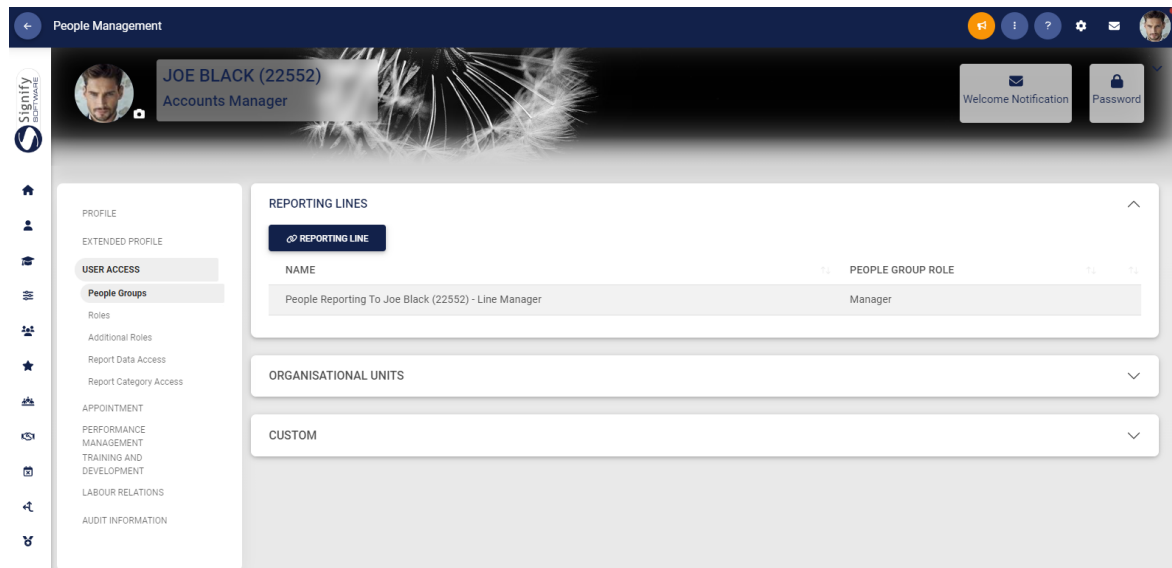 People Management
?
Signify
SOFTWARE
JOE BLACK (22552)
Accounts Manager
Welcome Notification
Password
PROFILE
EXTENDED PROFILE
USER ACCESS
People Groups
Roles
Additional Roles
Report Data Access
Report Category Access
APPOINTMENT
PERFORMANCE
MANAGEMENT
TRAINING AND
DEVELOPMENT
LABOUR RELATIONS
AUDIT INFORMATION
REPORTING LINES
REPORTING LINE
NAME PEOPLE GROUP ROLE
People Reporting To Joe Black (22552) - Line Manager Manager
ORGANISATIONAL UNITS
CUSTOM